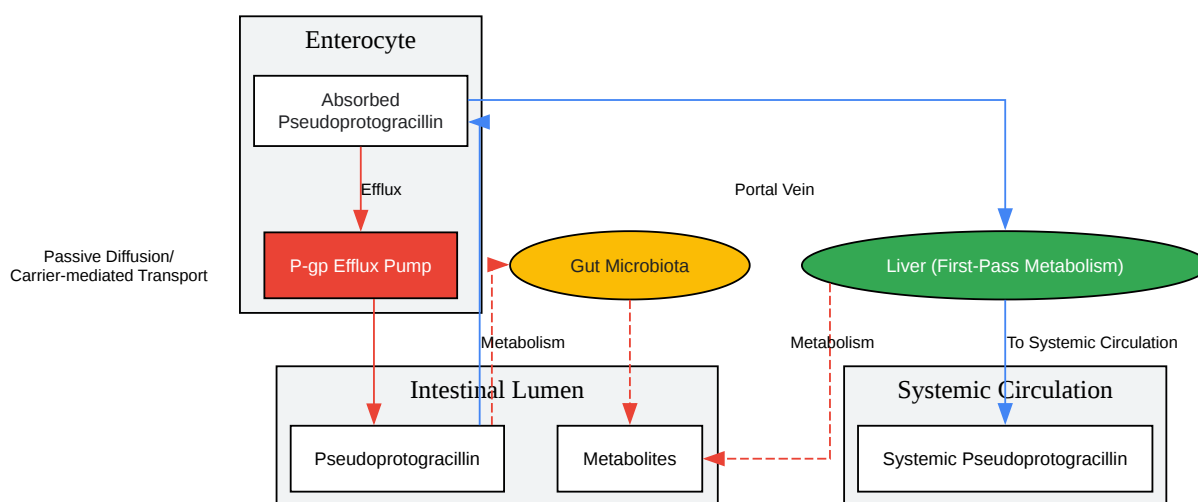 Enterocyte
Absorbed
Pseudoprotogracillin
Efflux
Portal Vein
Passive Diffusion/
Carrier-mediated Transport
P-gp Efflux Pump
Gut Microbiota
Liver (First-Pass Metabolism)
Metabolism
Metabolism
To Systemic Circulation
Intestinal Lumen
Systemic Circulation
Pseudoprotogracillin
Metabolites
Systemic Pseudoprotogracillin